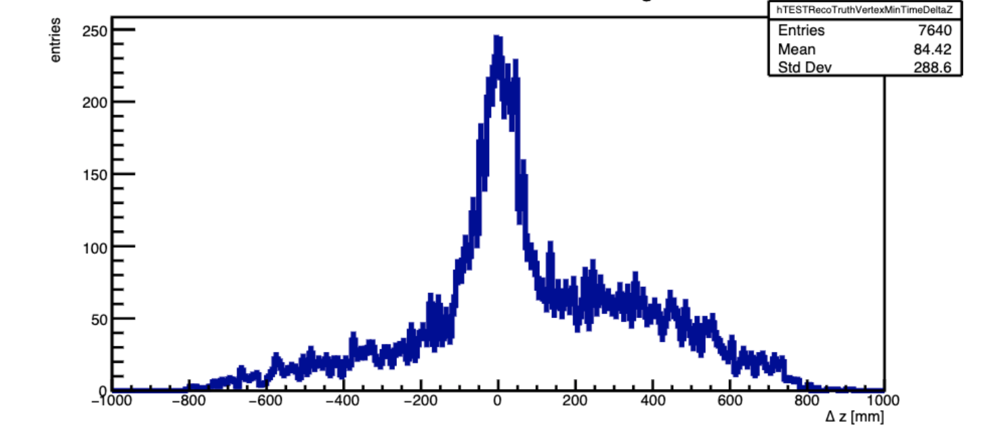 hTESTRecoTruthVertexMinTimeDeltaZ
Entries 7640
Mean 84.42
Std Dev 288.6
entries
250
200
150
100
50
0
−1000 −800 −600 −400 −200 0 200 400 600 800 1000
Δ z [mm]